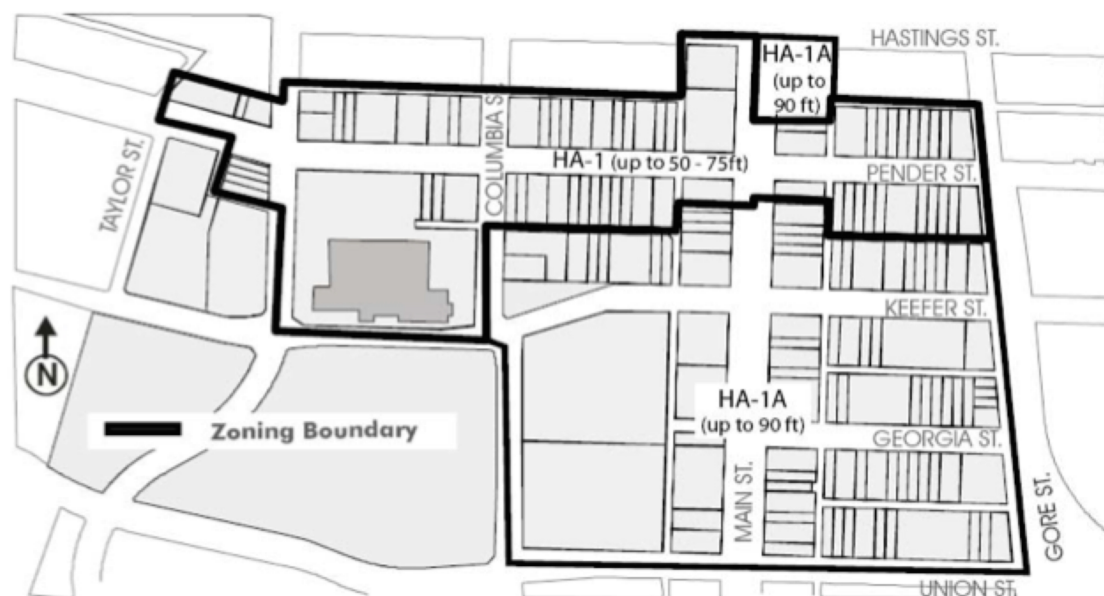 HASTINGS ST.
HA-1A
(up to
90 ft)
COLUMBIA ST.
HA-1 (up to 50 - 75ft)
PENDER ST.
TAYLOR ST.
KEEFER ST.
N
HA-1A
(up to 90 ft)
Zoning Boundary
GEORGIA ST.
MAIN ST.
GORE ST.
UNION ST.